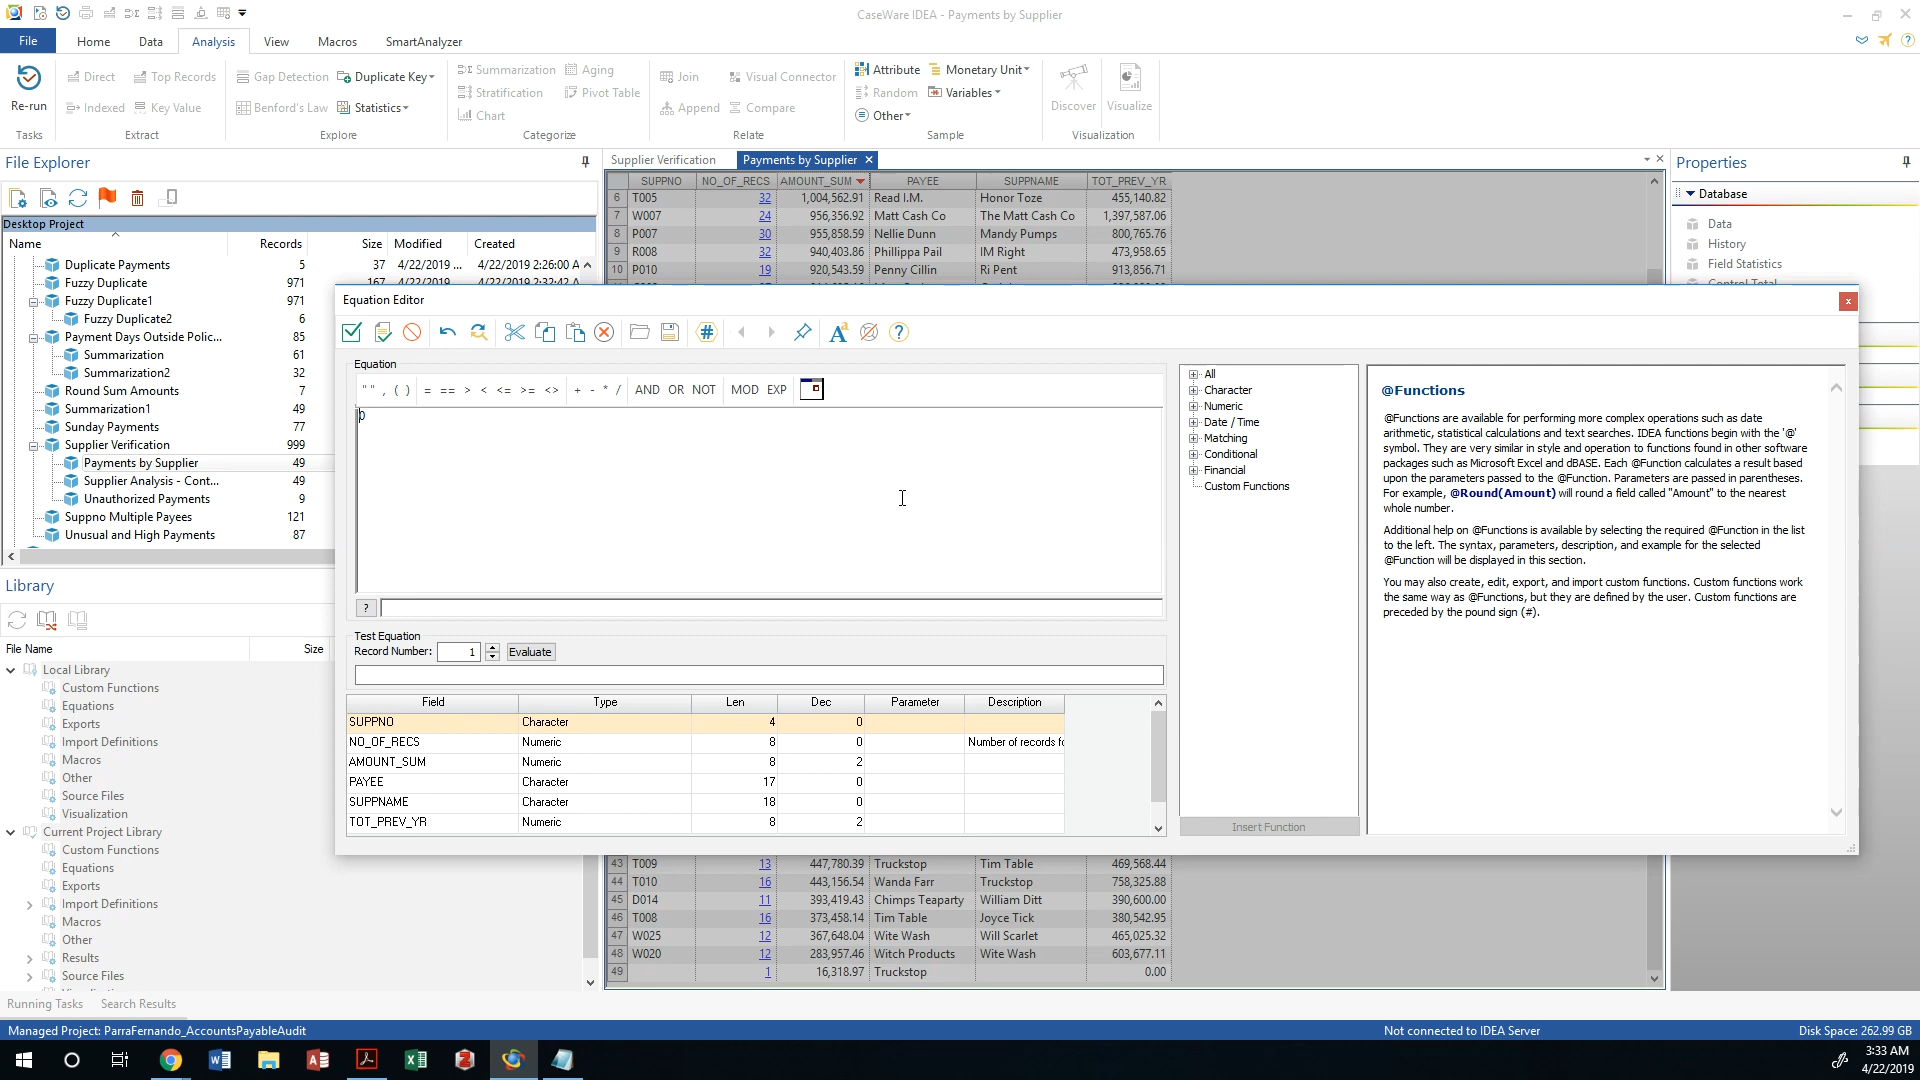 CaseWare IDEA - Payments by Supplier
File
Home
Data
Analysis
View
Macros
SmartAnalyzer
Re-run
Tasks
Direct
Top Records
Indexed
Key Value
Extract
Gap Detection
Duplicate Key
Benford's Law
Statistics
Explore
Summarization
Aging
Stratification
Pivot Table
Chart
Categorize
Join
Visual Connector
Append
Compare
Relate
Attribute
Monetary Unit
Random
Variables
Other
Sample
Discover
Visualize
Visualization
File Explorer
Desktop Project
Name Records Size Modified Created
Duplicate Payments 5 37 4/22/2019 ... 4/22/2019 2:26:00 A
Fuzzy Duplicate 971 167 4/22/2019 4/22/2019 2:32:42 A
Fuzzy Duplicate1 971
Fuzzy Duplicate2 6
Payment Days Outside Polic... 85
Summarization 61
Summarization2 32
Round Sum Amounts 7
Summarization1 49
Sunday Payments 77
Supplier Verification 999
Payments by Supplier 49
Supplier Analysis - Cont... 49
Unauthorized Payments 9
Suppno Multiple Payees 121
Unusual and High Payments 87
Library
File Name Size
Local Library
Custom Functions
Equations
Exports
Import Definitions
Macros
Other
Source Files
Visualization
Current Project Library
Custom Functions
Equations
Exports
Import Definitions
Macros
Other
Results
Source Files
Running Tasks Search Results
Supplier Verification
Payments by Supplier
SUPPNO NO_OF_RECS AMOUNT_SUM PAYEE SUPPNAME TOT_PREV_YR
6 T005 32 1,004,562.91 Read I.M. Honor Toze 455,140.82
7 W007 24 956,356.92 Matt Cash Co The Matt Cash Co 1,397,587.06
8 P007 30 955,858.59 Nellie Dunn Mandy Pumps 800,765.76
9 R008 32 940,403.86 Phillippa Pail IM Right 473,958.65
10 P010 19 920,543.59 Penny Cillin Ri Pent 913,856.71
Properties
Database
Data
History
Field Statistics
Control Total
Equation Editor
Equation
" " , ( ) = == > < <= >= <> + - * / AND OR NOT MOD EXP
0
?
Test Equation
Record Number: 1 Evaluate
Field Type Len Dec Parameter Description
SUPPNO Character 4 0
NO_OF_RECS Numeric 8 0 Number of records fo
AMOUNT_SUM Numeric 8 2
PAYEE Character 17 0
SUPPNAME Character 18 0
TOT_PREV_YR Numeric 8 2
All
Character
Numeric
Date / Time
Matching
Conditional
Financial
Custom Functions
Insert Function
@Functions
@Functions are available for performing more complex operations such as date
arithmetic, statistical calculations and text searches. IDEA functions begin with the '@'
symbol. They are very similar in style and operation to functions found in other software
packages such as Microsoft Excel and dBASE. Each @Function calculates a result based
upon the parameters passed to the @Function. Parameters are passed in parentheses.
For example, @Round(Amount) will round a field called "Amount" to the nearest
whole number.
Additional help on @Functions is available by selecting the required @Function in the list
to the left. The syntax, parameters, description, and example for the selected
@Function will be displayed in this section.
You may also create, edit, export, and import custom functions. Custom functions work
the same way as @Functions, but they are defined by the user. Custom functions are
preceded by the pound sign (#).
43 T009 13 447,780.39 Truckstop Tim Table 469,568.44
44 T010 16 443,156.54 Wanda Farr Truckstop 758,325.88
45 D014 11 393,419.43 Chimps Teaparty William Ditt 390,600.00
46 T008 16 373,458.14 Tim Table Joyce Tick 380,542.95
47 W025 12 367,648.04 Wite Wash Will Scarlet 465,025.32
48 W020 12 283,957.46 Witch Products Wite Wash 603,677.11
49 1 16,318.97 Truckstop 0.00
Managed Project: ParraFernando_AccountsPayableAudit
Not connected to IDEA Server
Disk Space: 262.99 GB
3:33 AM
4/22/2019